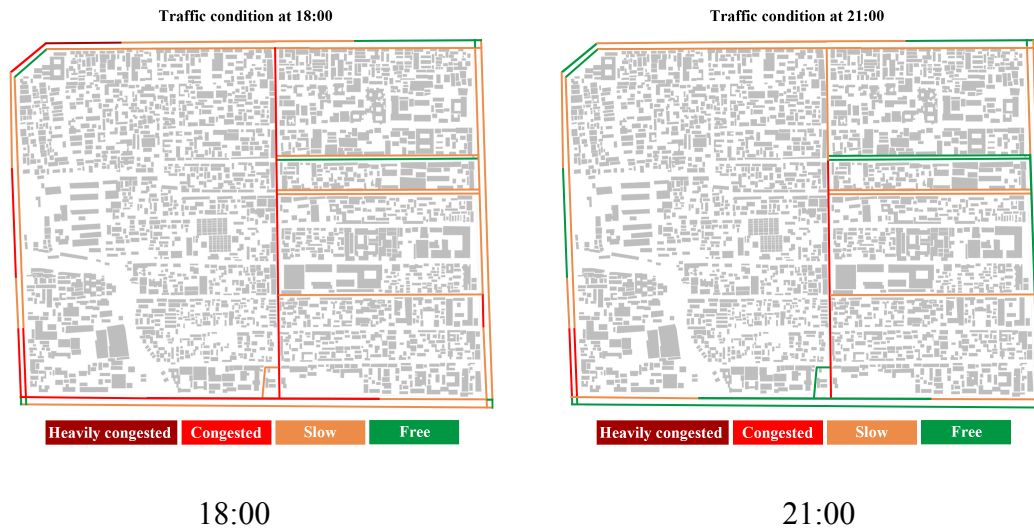 Traffic condition at 18:00
Heavily congested Congested Slow Free
18:00
Traffic condition at 21:00
Heavily congested Congested Slow Free
21:00